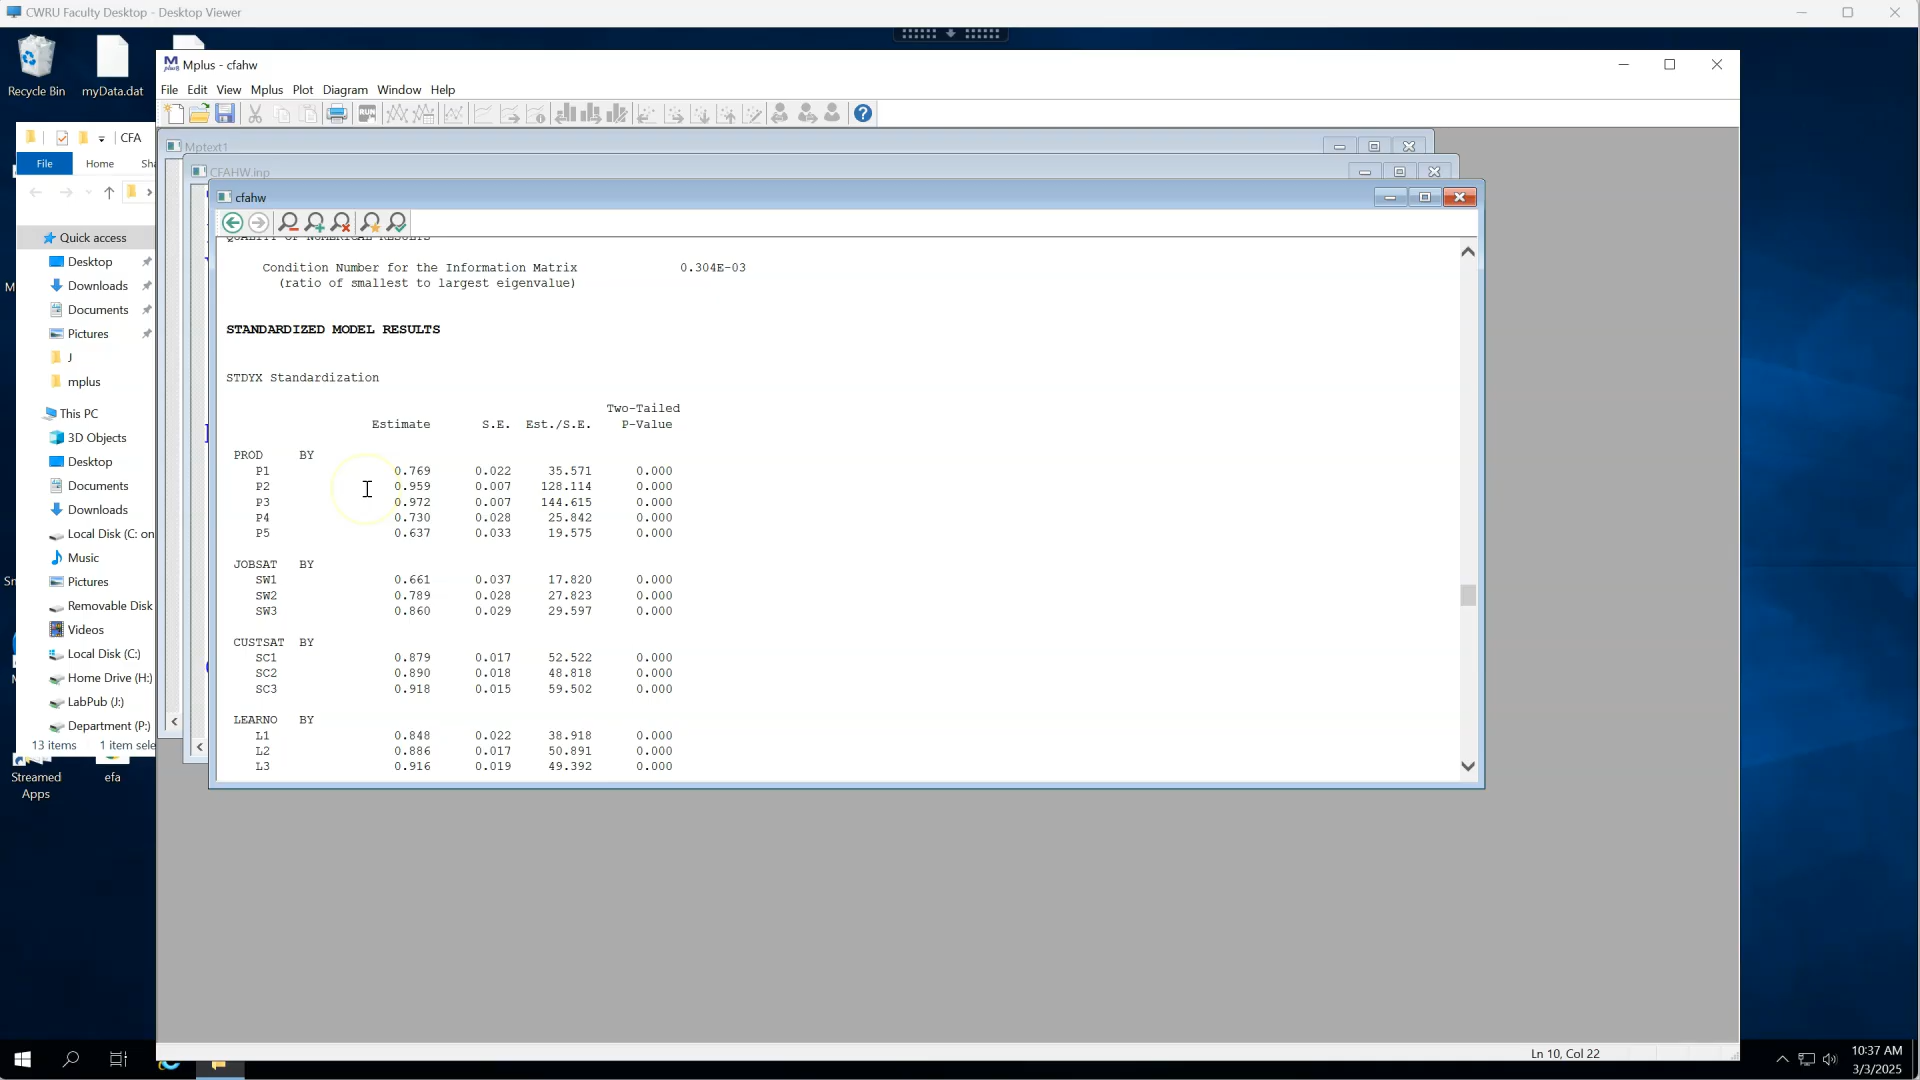 CWRU Faculty Desktop - Desktop Viewer
Recycle Bin
myData.dat
Mplus - cfahw
File Edit View Mplus Plot Diagram Window Help
RUN
CFA
File Home
Mptext1
CFAHW.inp
cfahw
Quick access
Desktop
Downloads
Documents
Pictures
J
mplus
This PC
3D Objects
Desktop
Documents
Downloads
Local Disk (C: on
Music
Pictures
Removable Disk
Videos
Local Disk (C:)
Home Drive (H:)
LabPub (J:)
Department (P:)
13 items 1 item sele
Streamed
Apps
efa
QUALITY OF NUMERICAL RESULTS
Condition Number for the Information Matrix 0.304E-03
(ratio of smallest to largest eigenvalue)
STANDARDIZED MODEL RESULTS
STDYX Standardization
Two-Tailed
Estimate S.E. Est./S.E. P-Value
PROD BY
P1 0.769 0.022 35.571 0.000
P2 0.959 0.007 128.114 0.000
P3 0.972 0.007 144.615 0.000
P4 0.730 0.028 25.842 0.000
P5 0.637 0.033 19.575 0.000
JOBSAT BY
SW1 0.661 0.037 17.820 0.000
SW2 0.789 0.028 27.823 0.000
SW3 0.860 0.029 29.597 0.000
CUSTSAT BY
SC1 0.879 0.017 52.522 0.000
SC2 0.890 0.018 48.818 0.000
SC3 0.918 0.015 59.502 0.000
LEARNO BY
L1 0.848 0.022 38.918 0.000
L2 0.886 0.017 50.891 0.000
L3 0.916 0.019 49.392 0.000
Ln 10, Col 22
10:37 AM
3/3/2025